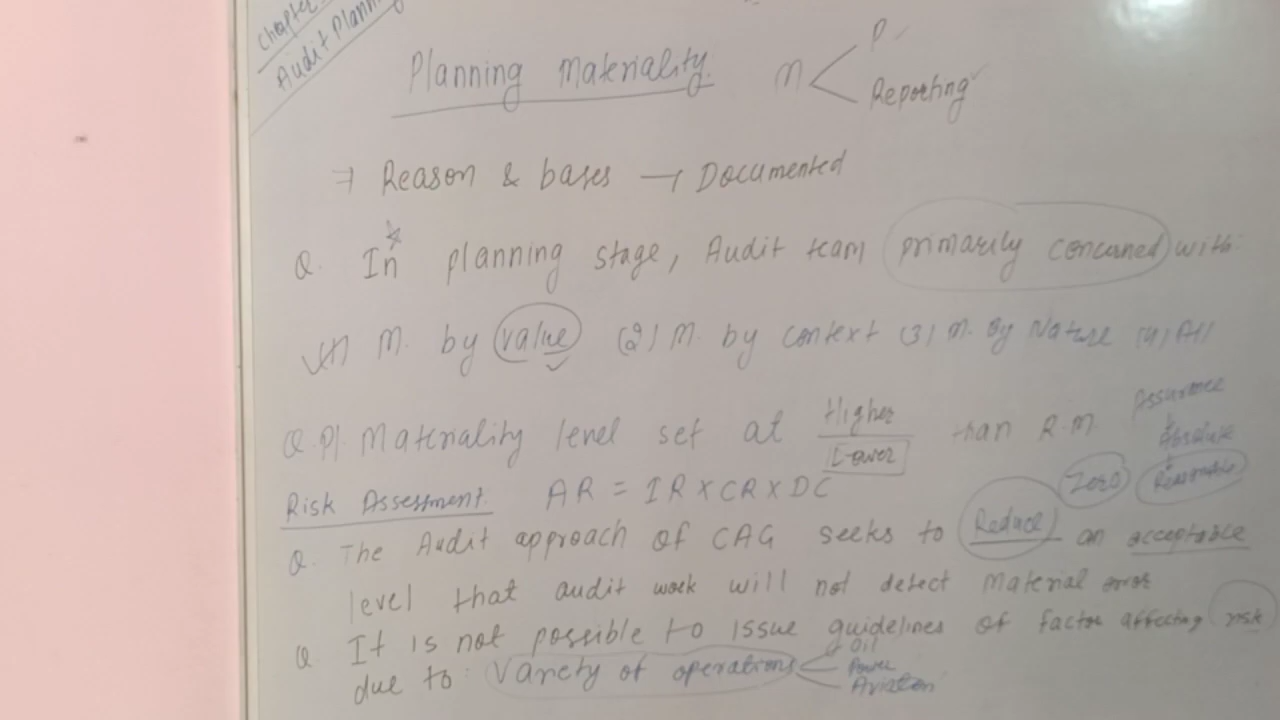 Chapter
Audit Plann
Planning Materiality. M < P
Reporting
⇒ Reason & bases → Documented
Q. In planning stage, Audit team primarily concerned with:
(1) M. by value (2) M. by context (3) M. By Nature (4) All
Q. P/ Materiality level set at Higher / Lower than R.M.
Assurance
Absolute
Reasonable
Risk Assessment. AR = IR X CR X DC
Zero
Q. The Audit approach of CAG seeks to Reduce an acceptable
level that audit work will not detect Material error
Q It is not possible to issue guidelines of factor affecting risk
due to: Variety of operations < Oil
Power
Aviation